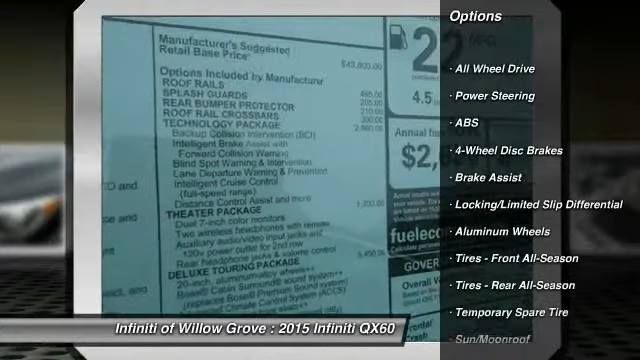 Manufacturer's Suggested
Retail Base Price
$43,800.00
Options Included by Manufacturer
ROOF RAILS
SPLASH GUARDS
REAR BUMPER PROTECTOR
ROOF RAIL CROSSBARS
TECHNOLOGY PACKAGE
Backup Collision Intervention (BCI)
Intelligent Brake Assist with
Forward Collision Warning
Blind Spot Warning & Intervention
Lane Departure Warning & Prevention
Intelligent Cruise Control
(full-speed range)
Distance Control Assist and more
THEATER PACKAGE
1,200.00
Dual 7-inch color monitors
Two wireless headphones with remote
Auxiliary audio/video input jacks and
120v power outlet for 2nd row
Rear headphone jacks & volume control
DELUXE TOURING PACKAGE
20-inch, aluminum-alloy wheels++
Bose® Cabin Surround® sound system++
(replaces Bose® Premium Sound system)
Climate Control System (ACCS)
22
4.5
Annual
$2,
fuelecon
GOVER
Overall V
Frontal
Crash
Options
· All Wheel Drive
· Power Steering
· ABS
· 4-Wheel Disc Brakes
· Brake Assist
· Locking/Limited Slip Differential
· Aluminum Wheels
· Tires - Front All-Season
· Tires - Rear All-Season
· Temporary Spare Tire
· Sun/Moonroof
Infiniti of Willow Grove : 2015 Infiniti QX60